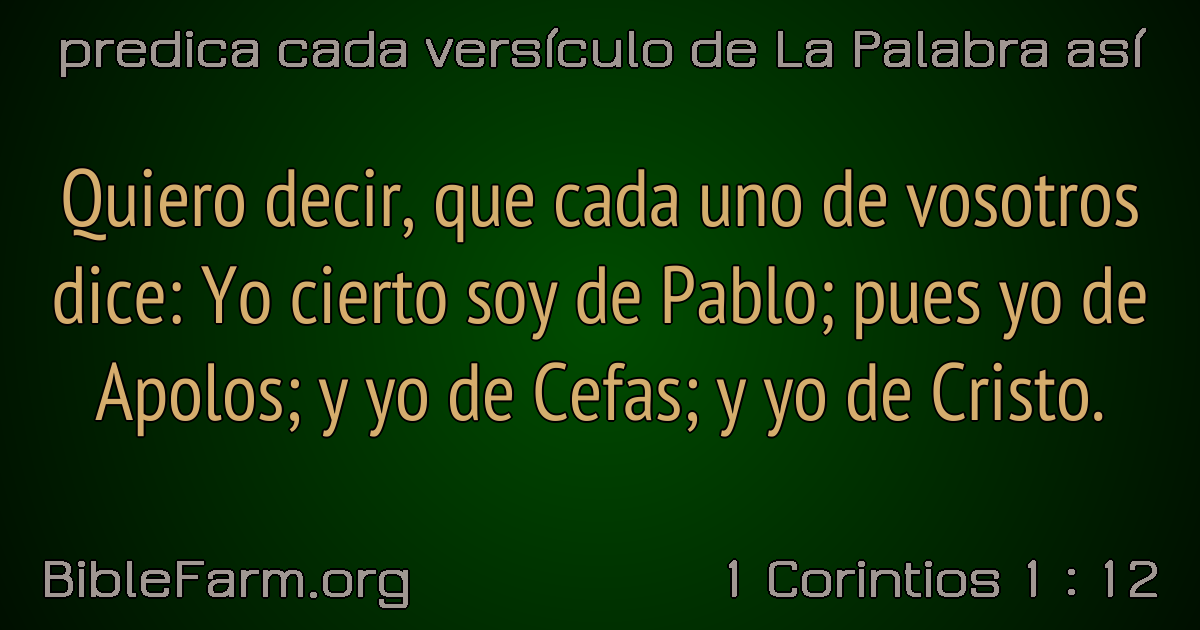 predica cada versículo de La Palabra así
Quiero decir, que cada uno de vosotros
dice: Yo cierto soy de Pablo; pues yo de
Apolos; y yo de Cefas; y yo de Cristo.
BibleFarm.org
1 Corintios 1 : 12